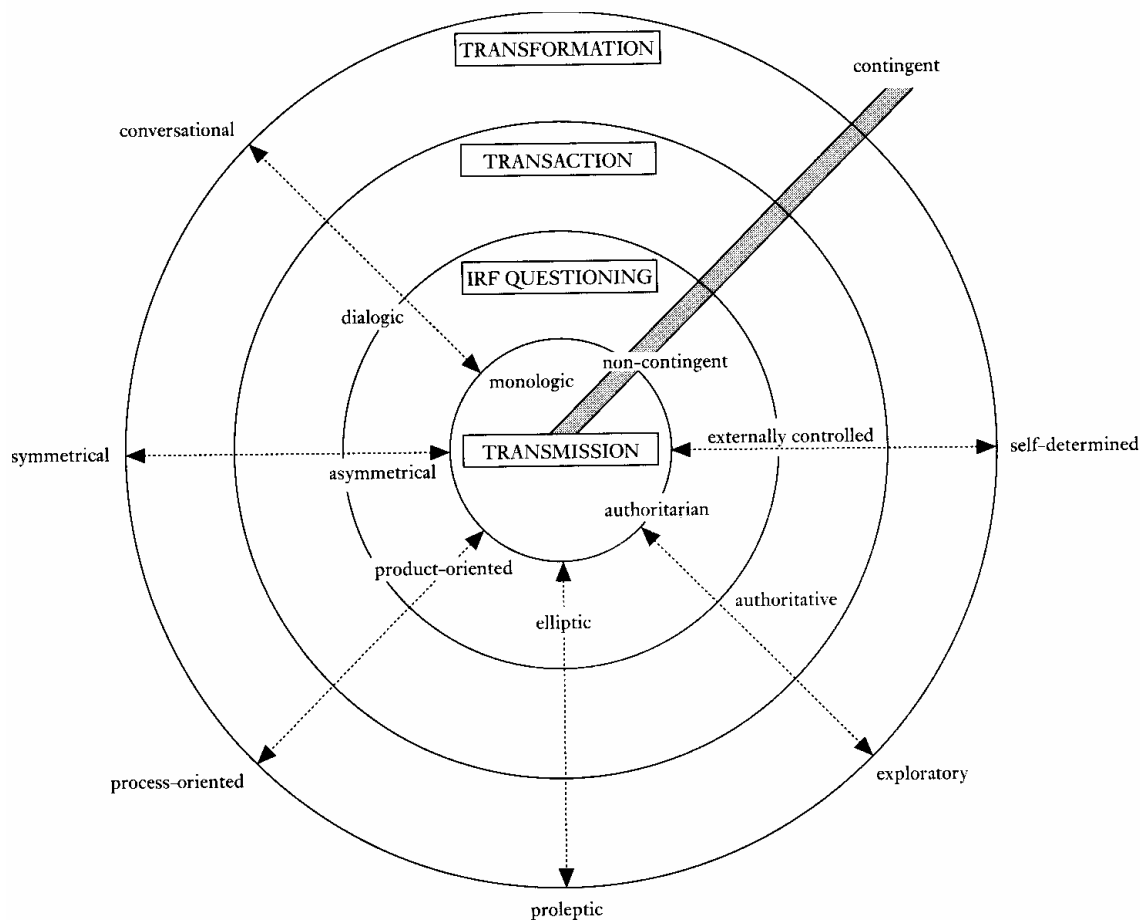 TRANSFORMATION
contingent
conversational
TRANSACTION
IRF QUESTIONING
dialogic
non-contingent
monologic
externally controlled
symmetrical
TRANSMISSION
self-determined
asymmetrical
authoritarian
product-oriented
authoritative
elliptic
process-oriented
exploratory
proleptic